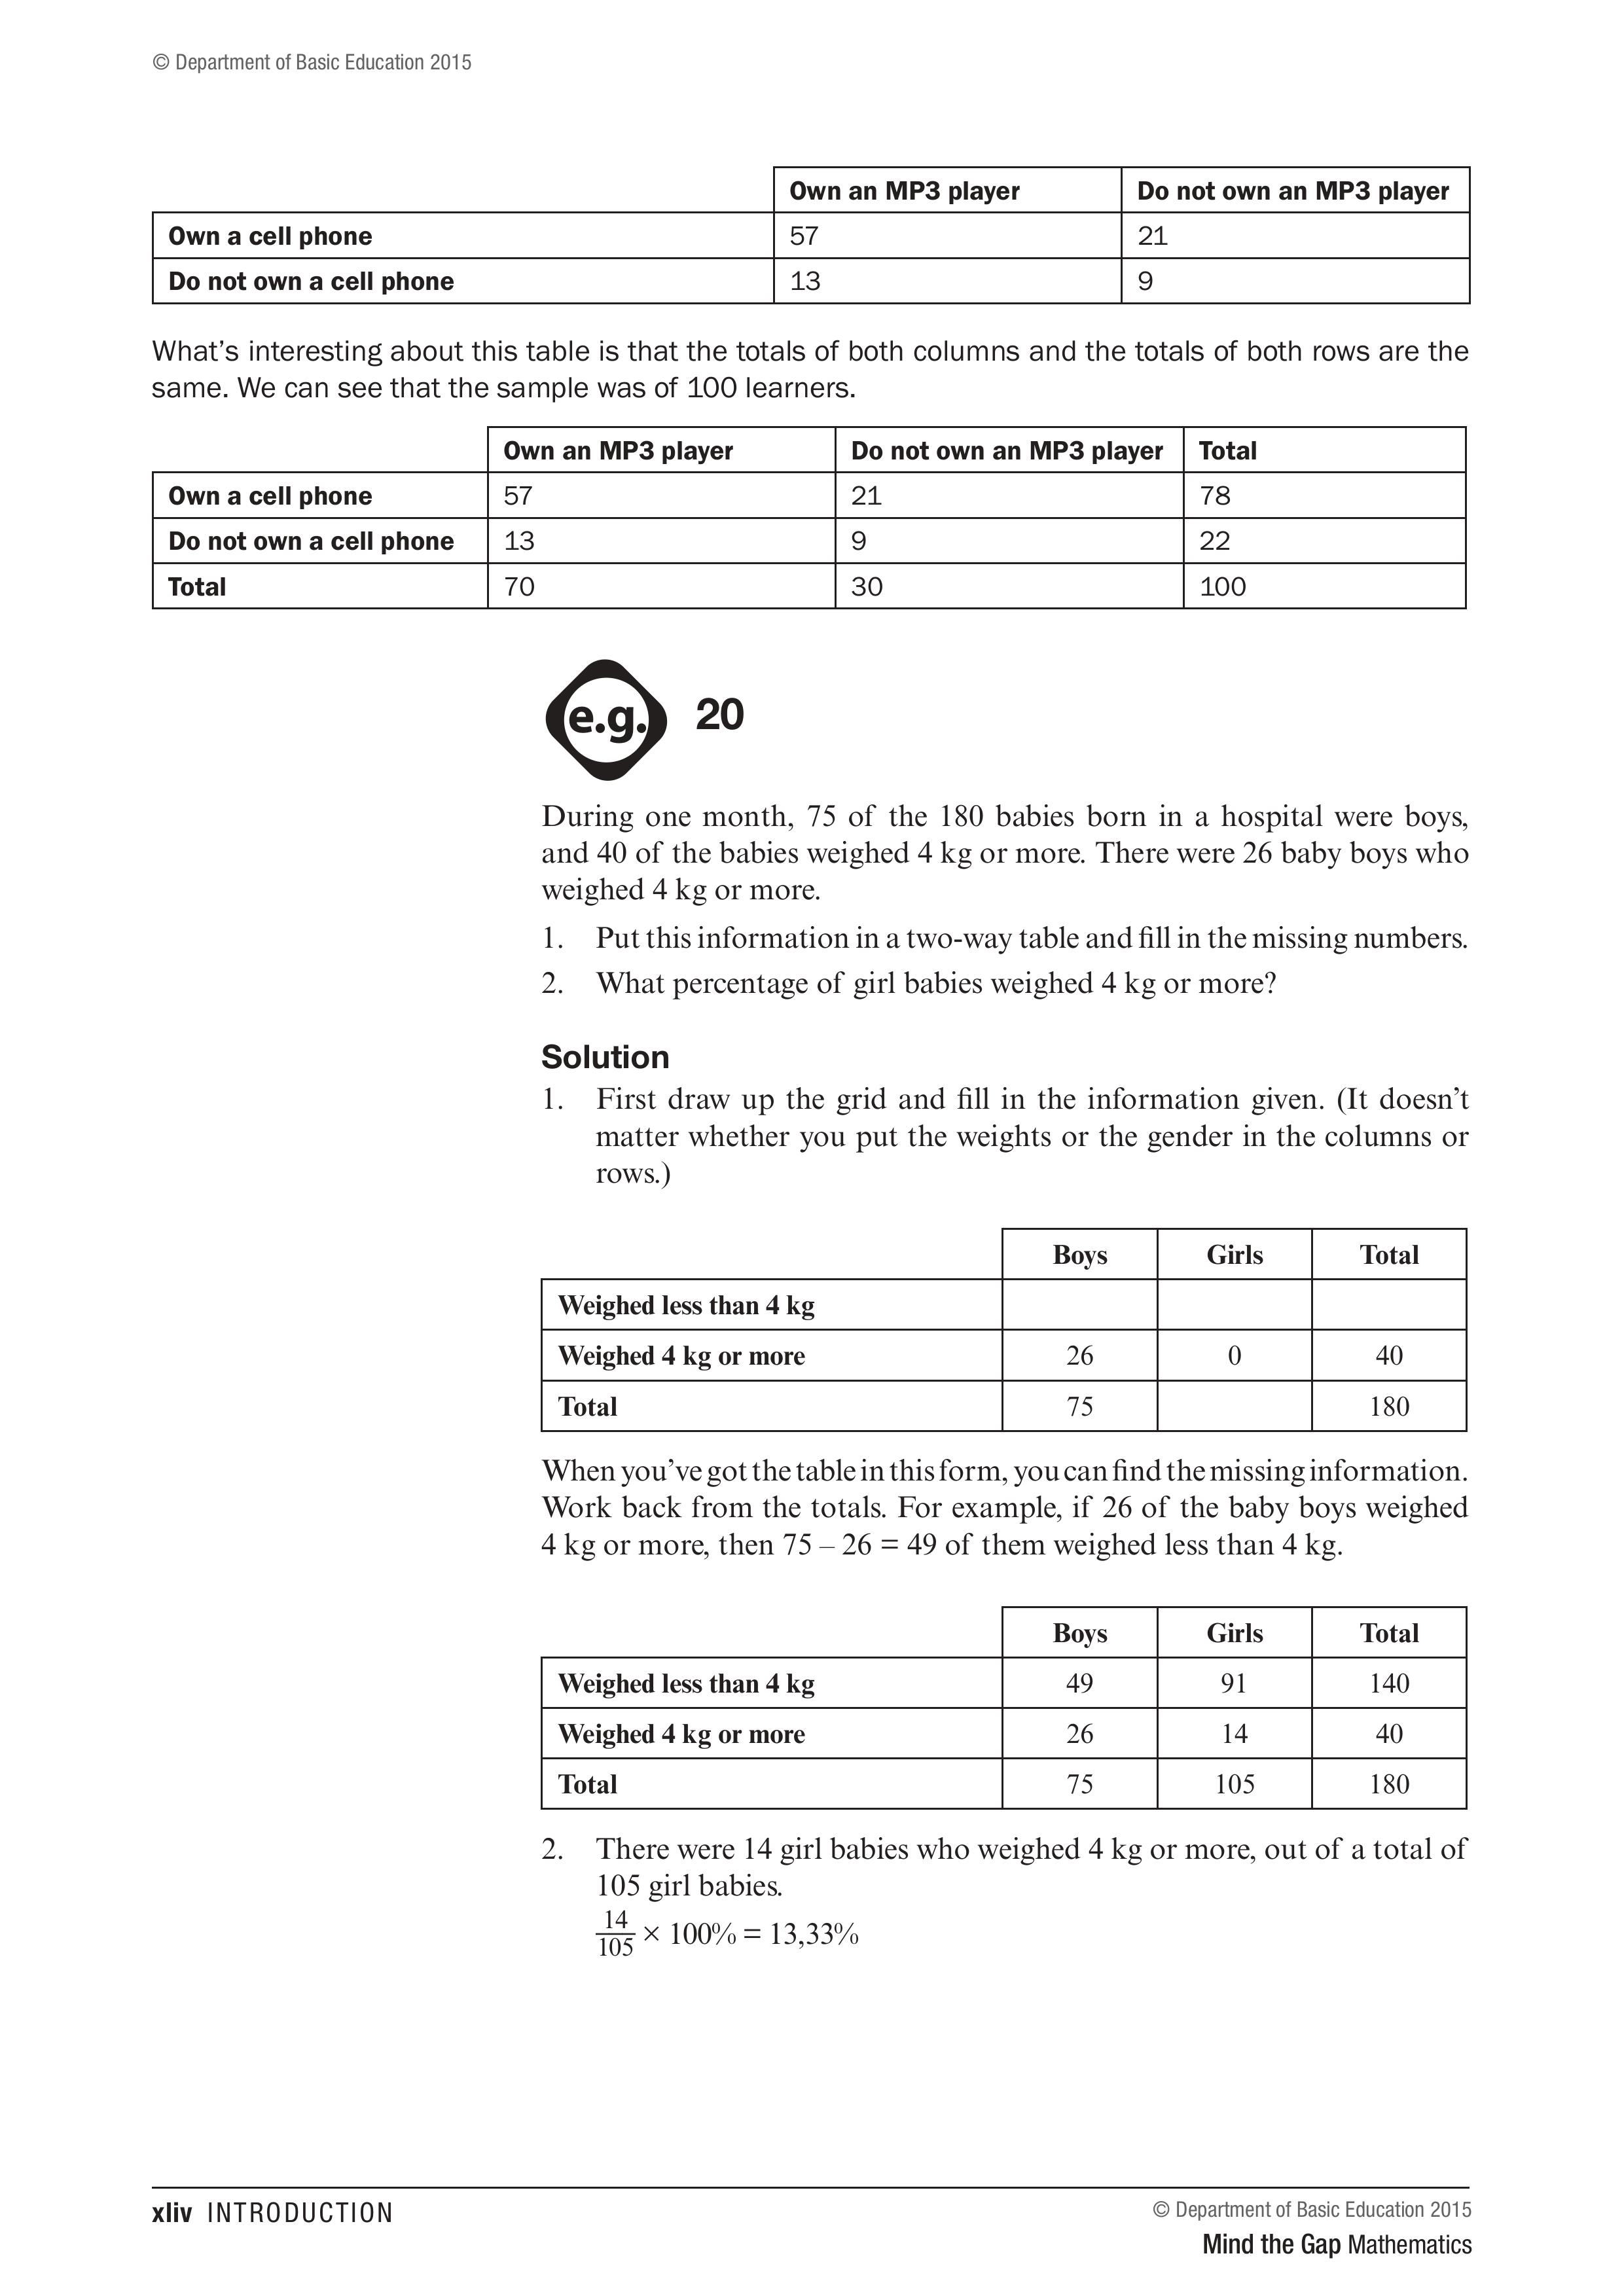 © Department of Basic Education 2015
Own an MP3 player Do not own an MP3 player
Own a cell phone 57 21
Do not own a cell phone 13 9
What’s interesting about this table is that the totals of both columns and the totals of both rows are the
same. We can see that the sample was of 100 learners.
Own an MP3 player Do not own an MP3 player Total
Own a cell phone 57 21 78
Do not own a cell phone 13 9 22
Total 70 30 100
e.g. 20
During one month, 75 of the 180 babies born in a hospital were boys,
and 40 of the babies weighed 4 kg or more. There were 26 baby boys who
weighed 4 kg or more.
1. Put this information in a two-way table and fill in the missing numbers.
2. What percentage of girl babies weighed 4 kg or more?
Solution
1. First draw up the grid and fill in the information given. (It doesn’t
matter whether you put the weights or the gender in the columns or
rows.)
Boys Girls Total
Weighed less than 4 kg
Weighed 4 kg or more 26 0 40
Total 75 180
When you’ve got the table in this form, you can find the missing information.
Work back from the totals. For example, if 26 of the baby boys weighed
4 kg or more, then 75 – 26 = 49 of them weighed less than 4 kg.
Boys Girls Total
Weighed less than 4 kg 49 91 140
Weighed 4 kg or more 26 14 40
Total 75 105 180
2. There were 14 girl babies who weighed 4 kg or more, out of a total of
105 girl babies.
14/105 × 100% = 13,33%
xliv INTRODUCTION
© Department of Basic Education 2015
Mind the Gap Mathematics